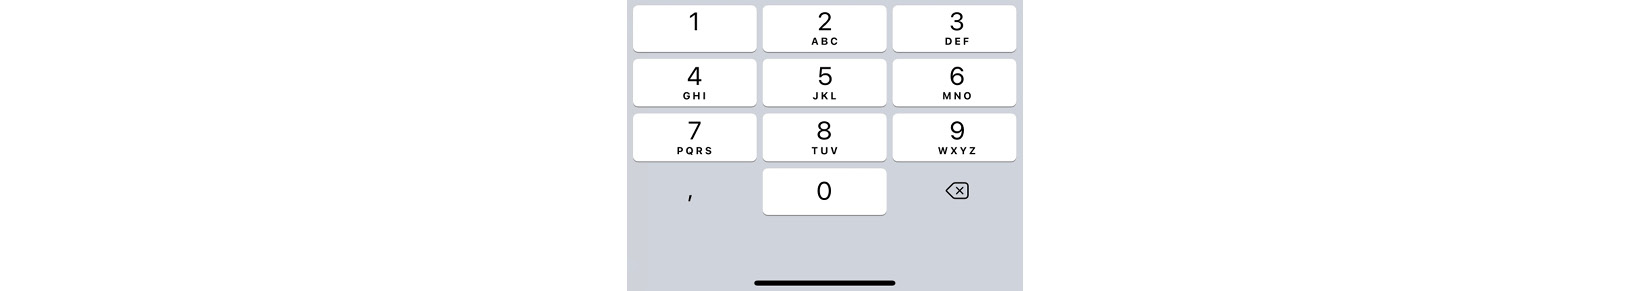 1 2 3
ABC DEF
4 5 6
GHI JKL MNO
7 8 9
PQRS TUV WXYZ
, 0